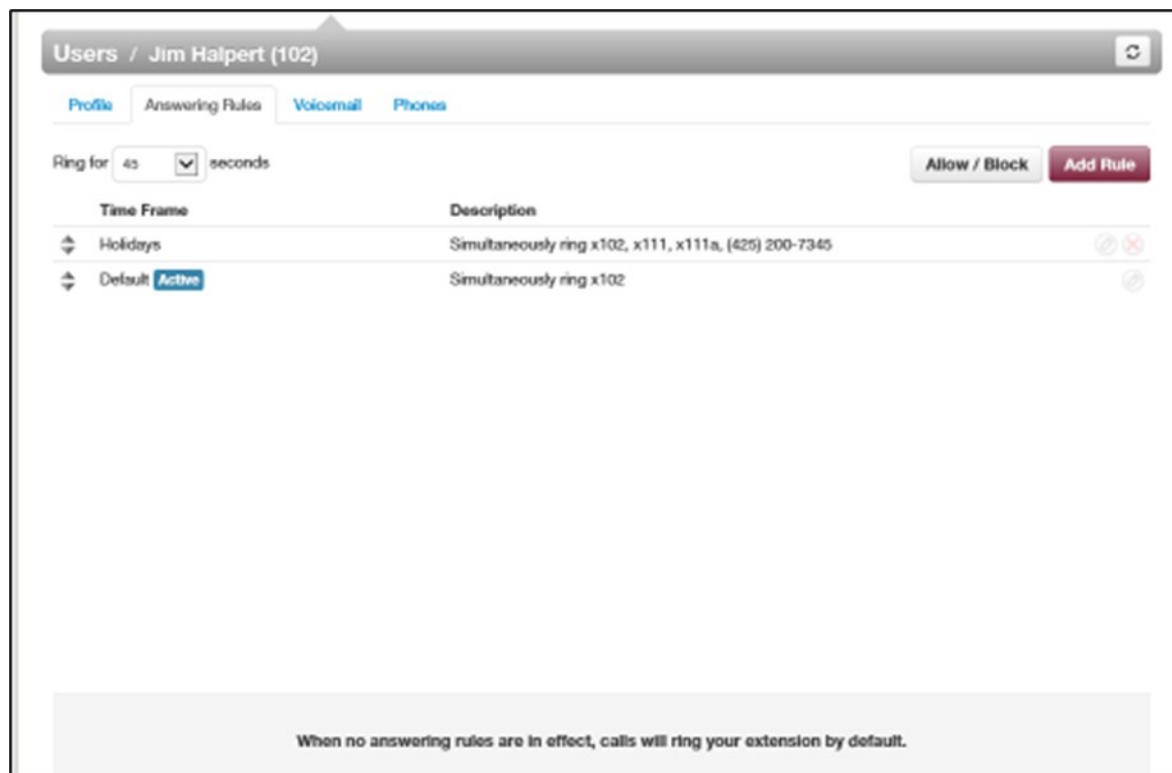 Users / Jim Halpert (102)
Profile Answering Rules Voicemail Phones
Ring for 45 seconds Allow / Block Add Rule
Time Frame Description
Holidays Simultaneously ring x102, x111, x111a, (425) 200-7345
Default Active Simultaneously ring x102
When no answering rules are in effect, calls will ring your extension by default.